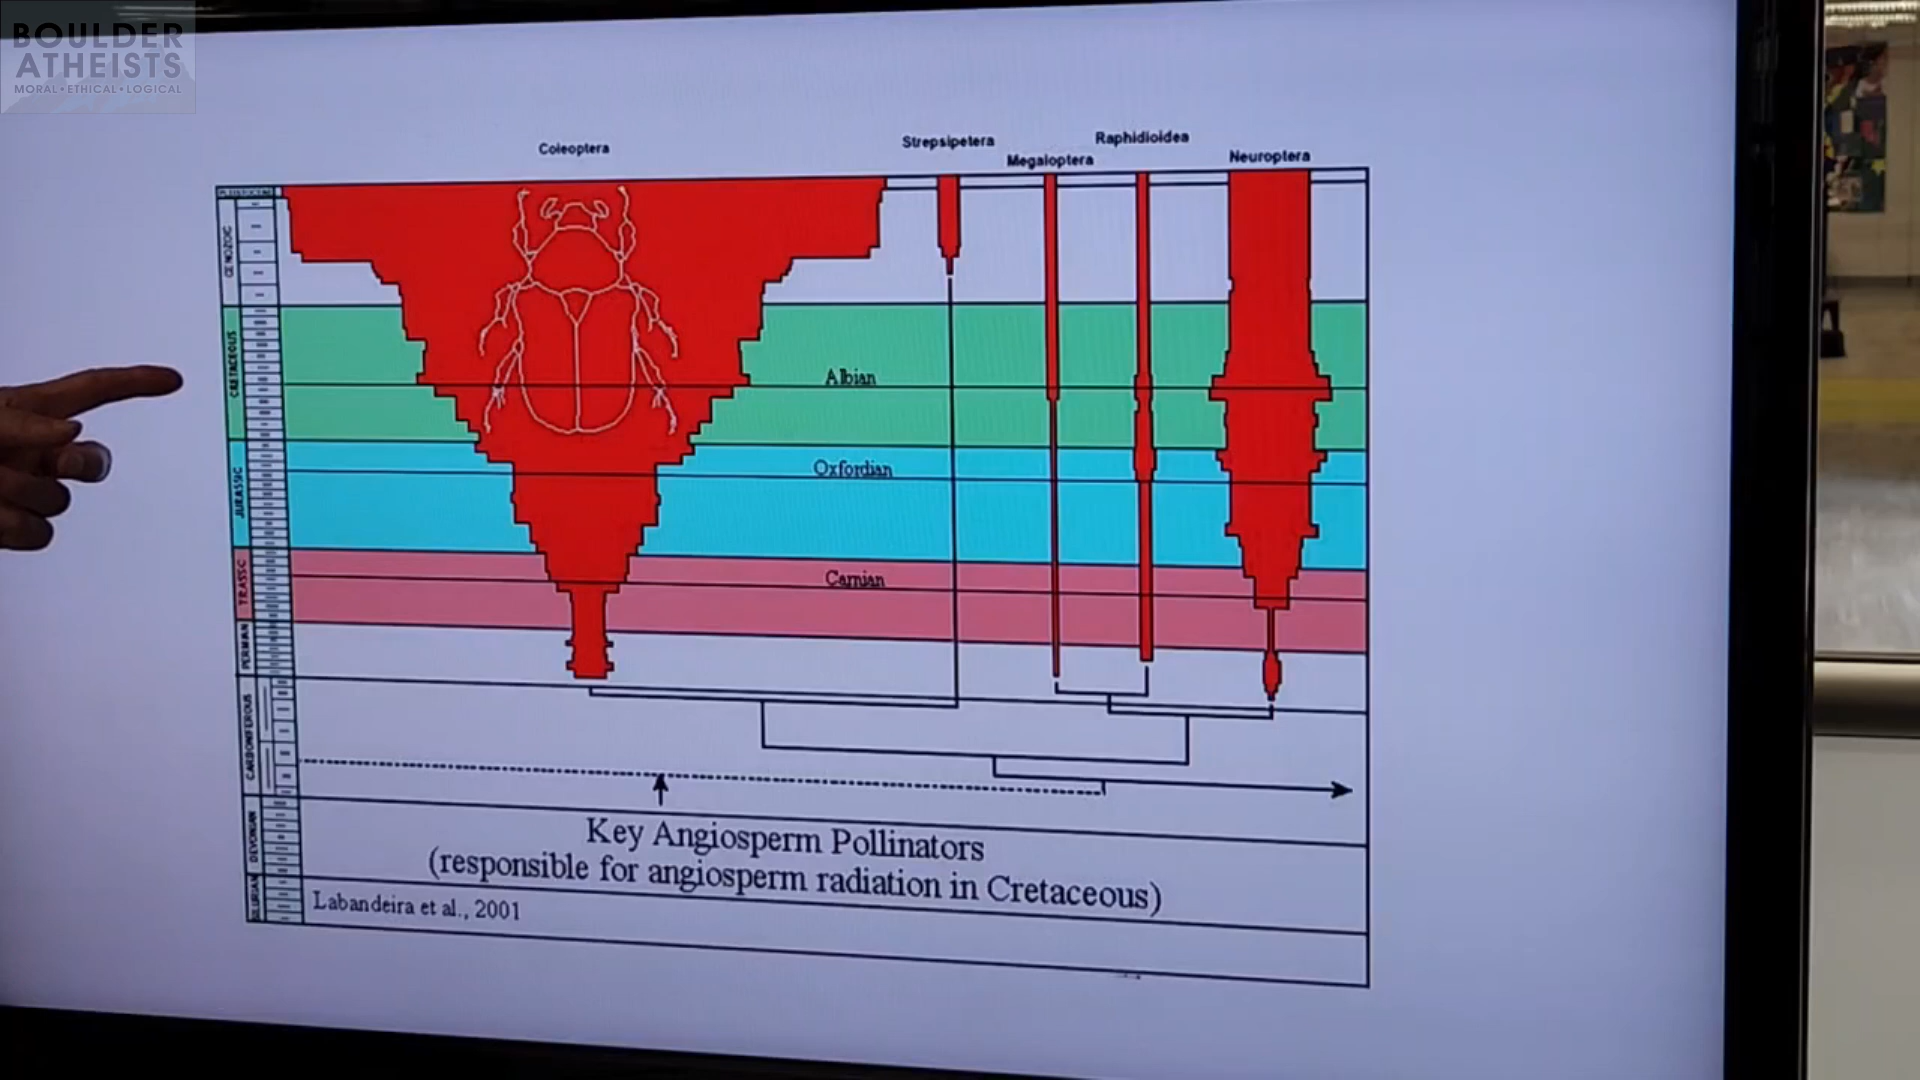 BOULDER
ATHEISTS
MORAL•ETHICAL•LOGICAL
Coleoptera
Strepsipetera
Megaloptera
Raphidioidea
Neuroptera
CENOZOIC
CRETACEOUS
Albian
JURASSIC
Oxfordian
TRIASSC
Carnian
PERMIAN
CARBONIFEROUS
DEVONIAN
SILURIAN
Key Angiosperm Pollinators
(responsible for angiosperm radiation in Cretaceous)
Labandeira et al., 2001